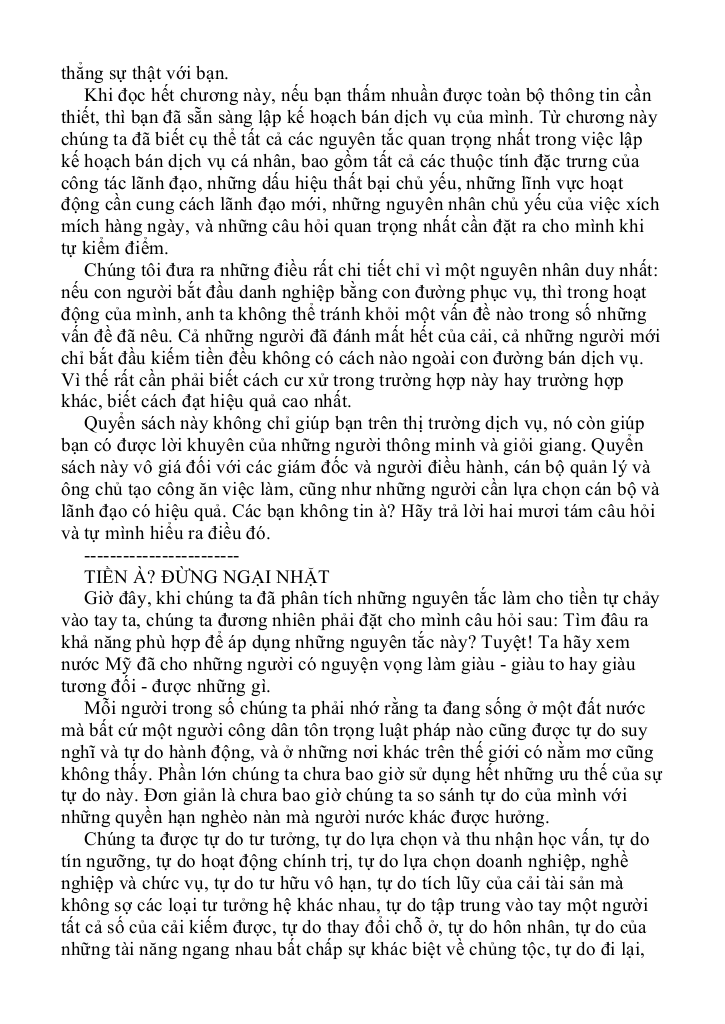 thẳng sự thật với bạn.
Khi đọc hết chương này, nếu bạn thấm nhuần được toàn bộ thông tin cần
thiết, thì bạn đã sẵn sàng lập kế hoạch bán dịch vụ của mình. Từ chương này
chúng ta đã biết cụ thể tất cả các nguyên tắc quan trọng nhất trong việc lập
kế hoạch bán dịch vụ cá nhân, bao gồm tất cả các thuộc tính đặc trưng của
công tác lãnh đạo, những dấu hiệu thất bại chủ yếu, những lĩnh vực hoạt
động cần cung cách lãnh đạo mới, những nguyên nhân chủ yếu của việc xích
mích hàng ngày, và những câu hỏi quan trọng nhất cần đặt ra cho mình khi
tự kiểm điểm.
Chúng tôi đưa ra những điều rất chi tiết chỉ vì một nguyên nhân duy nhất:
nếu con người bắt đầu danh nghiệp bằng con đường phục vụ, thì trong hoạt
động của mình, anh ta không thể tránh khỏi một vấn đề nào trong số những
vấn đề đã nêu. Cả những người đã đánh mất hết của cải, cả những người mới
chỉ bắt đầu kiếm tiền đều không có cách nào ngoài con đường bán dịch vụ.
Vì thế rất cần phải biết cách cư xử trong trường hợp này hay trường hợp
khác, biết cách đạt hiệu quả cao nhất.
Quyển sách này không chỉ giúp bạn trên thị trường dịch vụ, nó còn giúp
bạn có được lời khuyên của những người thông minh và giỏi giang. Quyển
sách này vô giá đối với các giám đốc và người điều hành, cán bộ quản lý và
ông chủ tạo công ăn việc làm, cũng như những người cần lựa chọn cán bộ và
lãnh đạo có hiệu quả. Các bạn không tin à? Hãy trả lời hai mươi tám câu hỏi
và tự mình hiểu ra điều đó.
------------------------
TIỀN À? ĐỪNG NGẠI NHẶT
Giờ đây, khi chúng ta đã phân tích những nguyên tắc làm cho tiền tự chảy
vào tay ta, chúng ta đương nhiên phải đặt cho mình câu hỏi sau: Tìm đâu ra
khả năng phù hợp để áp dụng những nguyên tắc này? Tuyệt! Ta hãy xem
nước Mỹ đã cho những người có nguyện vọng làm giàu - giàu to hay giàu
tương đối - được những gì.
Mỗi người trong số chúng ta phải nhớ rằng ta đang sống ở một đất nước
mà bất cứ một người công dân tôn trọng luật pháp nào cũng được tự do suy
nghĩ và tự do hành động, và ở những nơi khác trên thế giới có nằm mơ cũng
không thấy. Phần lớn chúng ta chưa bao giờ sử dụng hết những ưu thế của sự
tự do này. Đơn giản là chưa bao giờ chúng ta so sánh tự do của mình với
những quyền hạn nghèo nàn mà người nước khác được hưởng.
Chúng ta được tự do tư tưởng, tự do lựa chọn và thu nhận học vấn, tự do
tín ngưỡng, tự do hoạt động chính trị, tự do lựa chọn doanh nghiệp, nghề
nghiệp và chức vụ, tự do tư hữu vô hạn, tự do tích lũy của cải tài sản mà
không sợ các loại tư tưởng hệ khác nhau, tự do tập trung vào tay một người
tất cả số của cải kiếm được, tự do thay đổi chỗ ở, tự do hôn nhân, tự do của
những tài năng ngang nhau bất chấp sự khác biệt về chủng tộc, tự do đi lại,